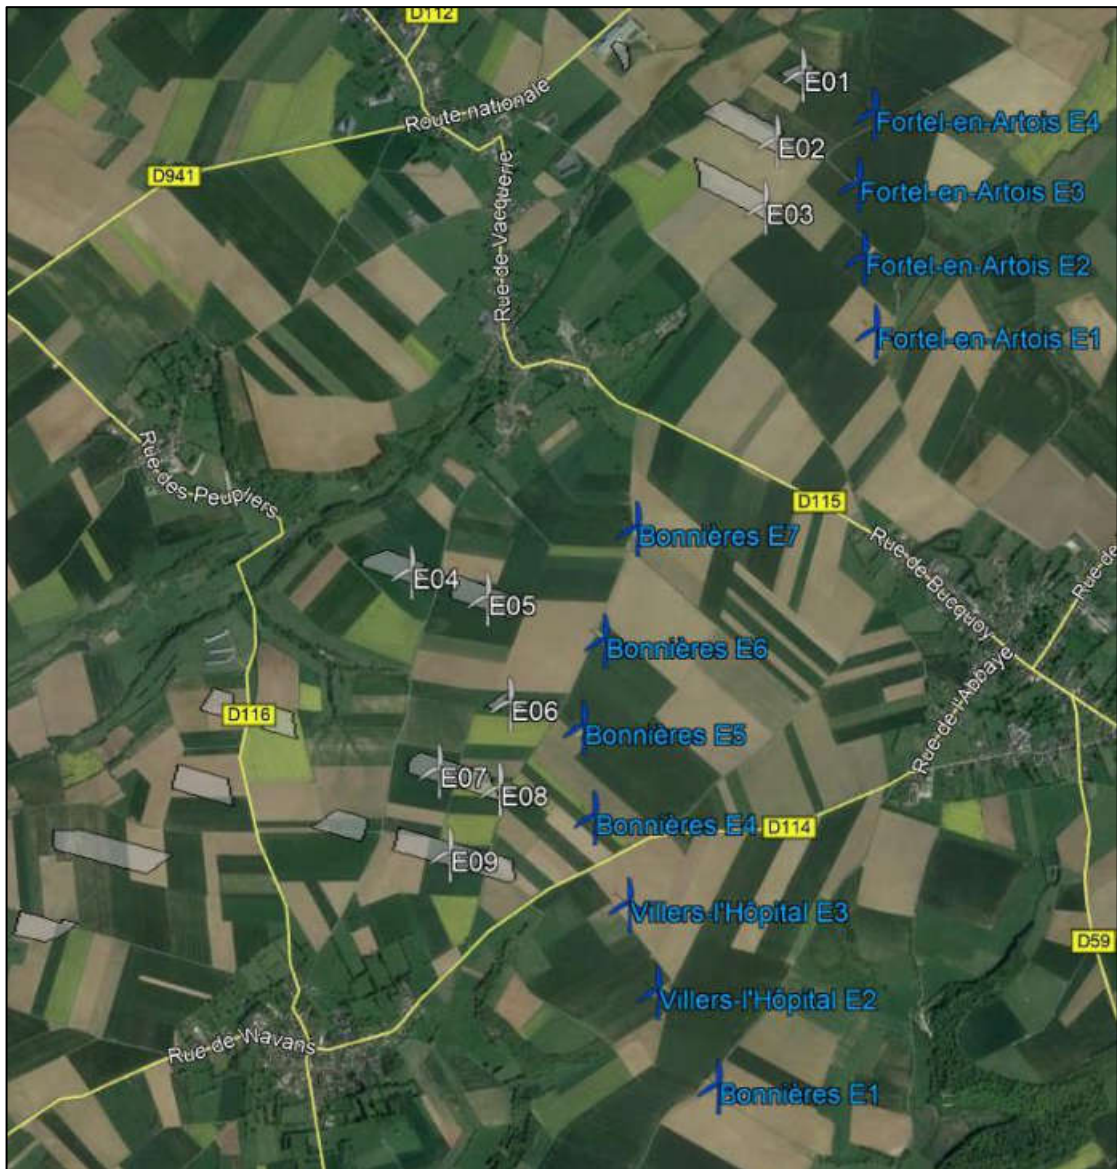 D112
Route nationale
E01
Fortel-en-Artois E4
E02
D941
Fortel-en-Artois E3
E03
Rue de Vacquerie
Fortel-en-Artois E2
Fortel-en-Artois E1
Rue des Peupliers
D115
Bonnières E7
Rue de Bucquoy
Rue de
E04
E05
Bonnières E6
Rue de l'Abbaye
E06
D116
Bonnières E5
E07
E08
Bonnières E4
D114
E09
Villers-l'Hôpital E3
D59
Villers-l'Hôpital E2
Rue de Navans
Bonnières E1